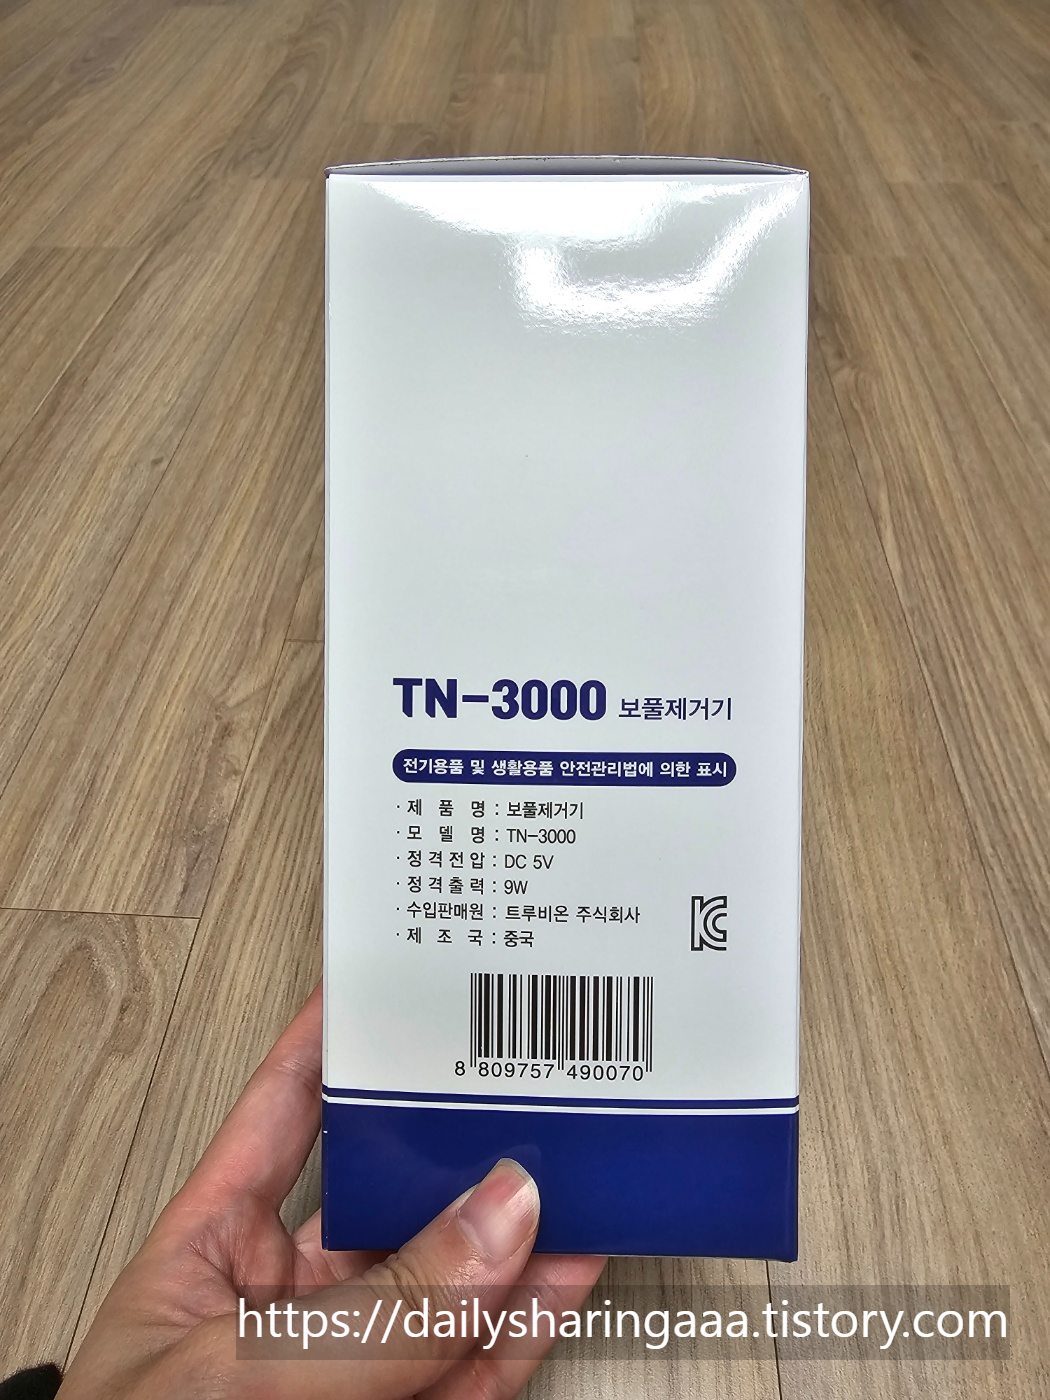 TN-3000 보풀제거기
전기용품 및 생활용품 안전관리법에 의한 표시
· 제 품 명 : 보풀제거기
· 모 델 명 : TN-3000
· 정격전압 : DC 5V
· 정격출력 : 9W
· 수입판매원 : 트루비온 주식회사
· 제 조 국 : 중국
KC
8 809757 490070
https://dailysharingaaa.tistory.com